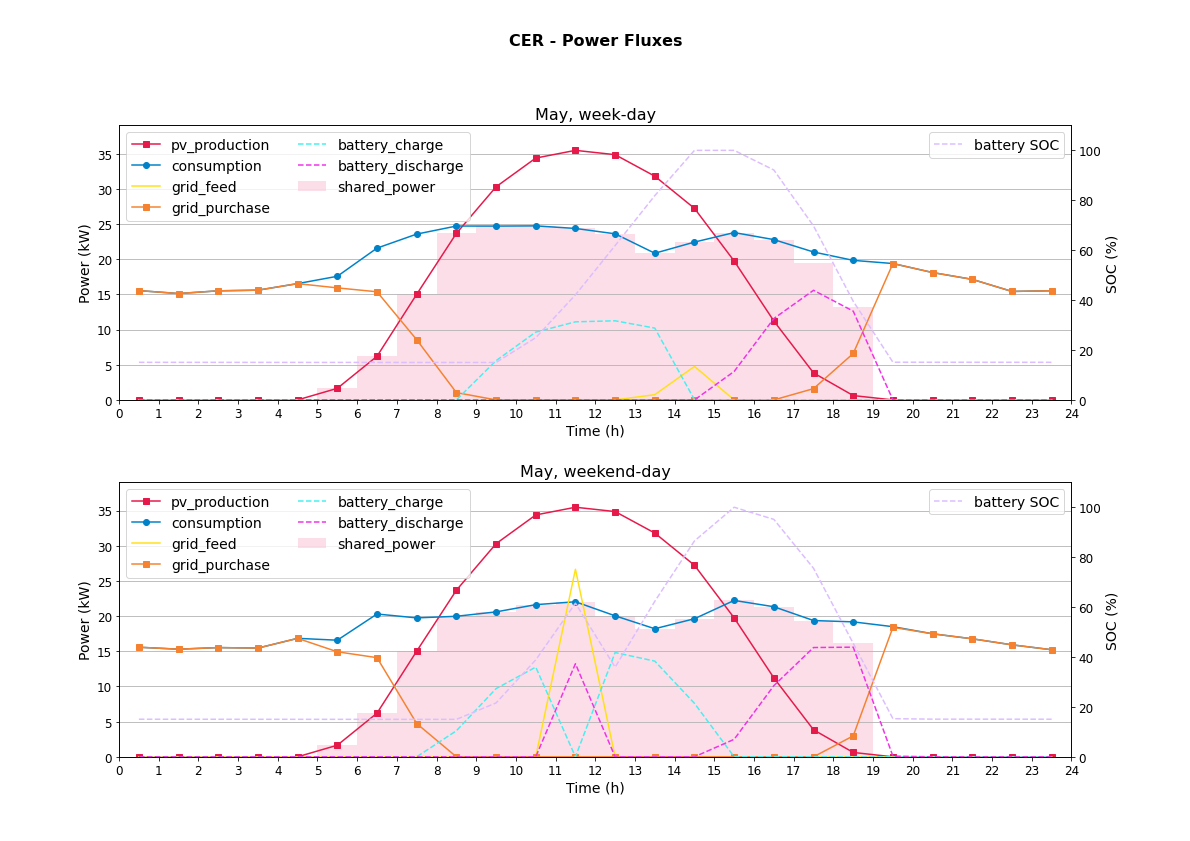 CER - Power Fluxes
May, week-day
pv_production
consumption
grid_feed
grid_purchase
battery_charge
battery_discharge
shared_power
battery SOC
35
30
25
20
15
10
5
0
Power (kW)
100
80
60
40
20
0
SOC (%)
0 1 2 3 4 5 6 7 8 9 10 11 12 13 14 15 16 17 18 19 20 21 22 23 24
Time (h)
May, weekend-day
pv_production
consumption
grid_feed
grid_purchase
battery_charge
battery_discharge
shared_power
battery SOC
35
30
25
20
15
10
5
0
Power (kW)
100
80
60
40
20
0
SOC (%)
0 1 2 3 4 5 6 7 8 9 10 11 12 13 14 15 16 17 18 19 20 21 22 23 24
Time (h)